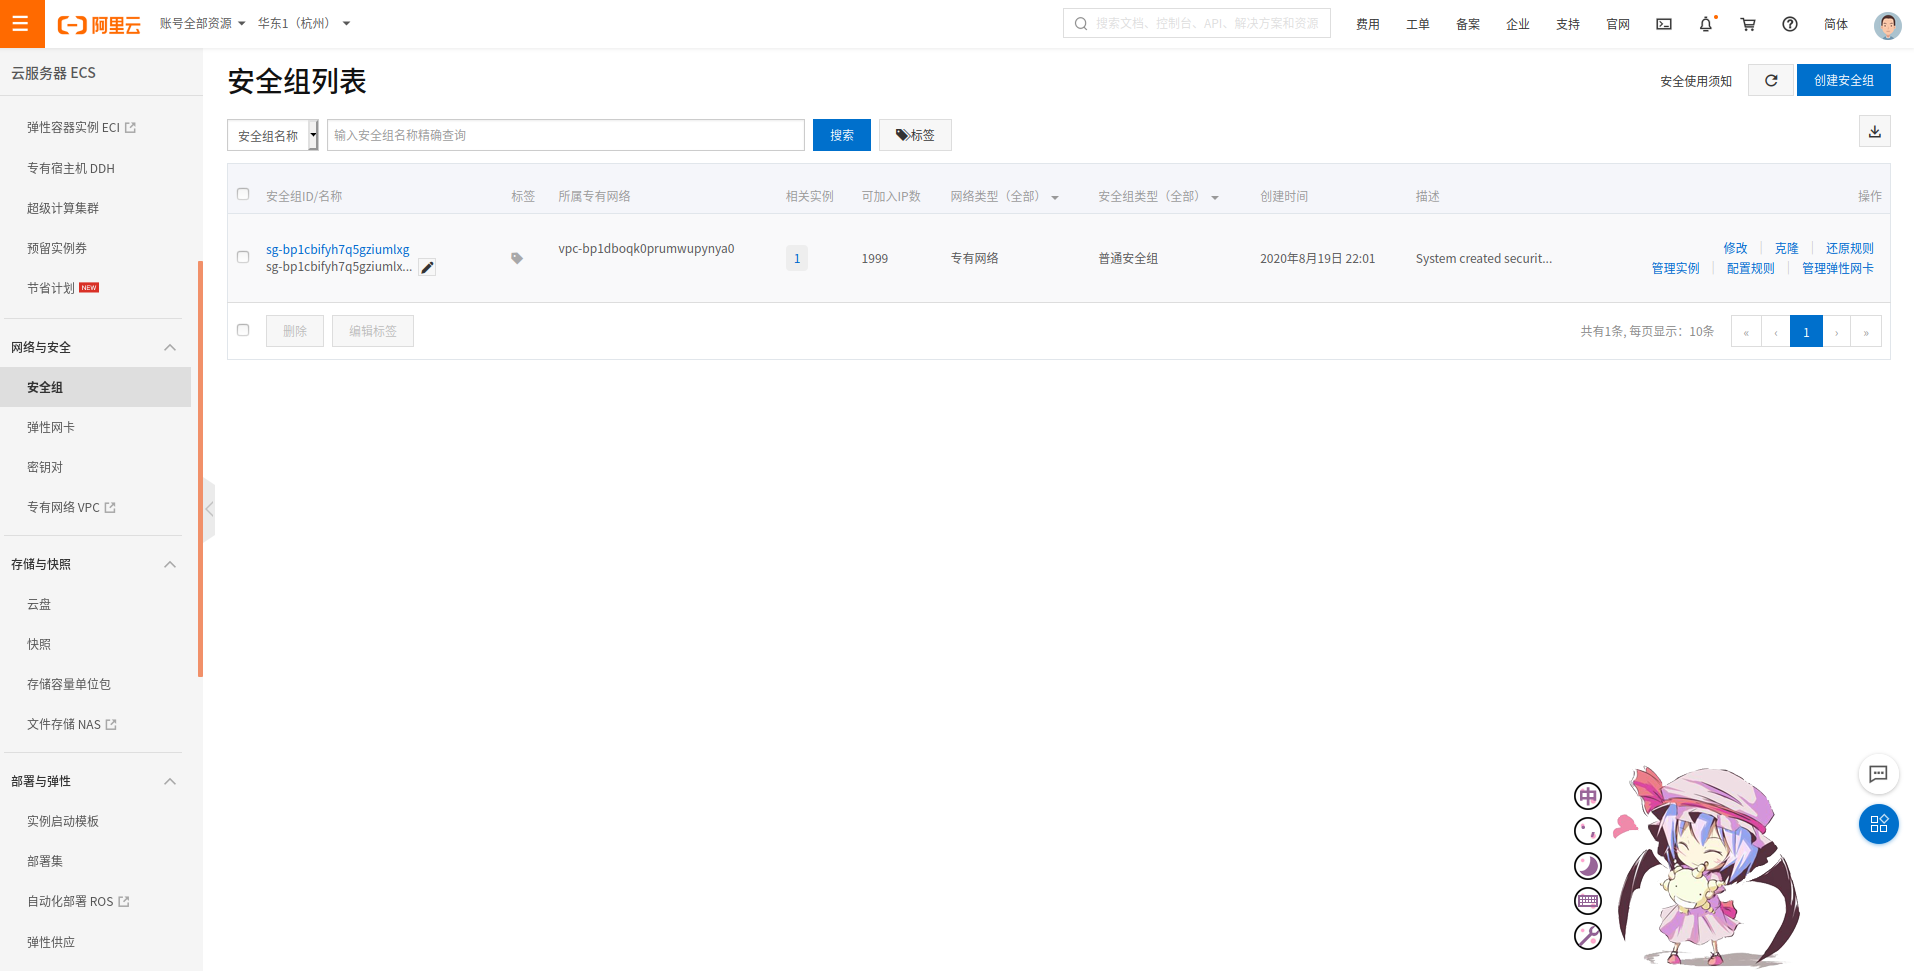 阿里云
账号全部资源
华东1（杭州）
搜索文档、控制台、API、解决方案和资源
费用
工单
备案
企业
支持
官网
简体
云服务器 ECS
弹性容器实例 ECI
专有宿主机 DDH
超级计算集群
预留实例券
节省计划 NEW
网络与安全
安全组
弹性网卡
密钥对
专有网络 VPC
存储与快照
云盘
快照
存储容量单位包
文件存储 NAS
部署与弹性
实例启动模板
部署集
自动化部署 ROS
弹性供应
安全组列表
安全使用须知
创建安全组
安全组名称
输入安全组名称精确查询
搜索
标签
安全组ID/名称 标签 所属专有网络 相关实例 可加入IP数 网络类型（全部） 安全组类型（全部） 创建时间 描述 操作
sg-bp1cbifyh7q5gziumlxg
sg-bp1cbifyh7q5gziumlx...
vpc-bp1dboqk0prumwupynya0
1
1999
专有网络
普通安全组
2020年8月19日 22:01
System created securit...
修改 克隆 还原规则
管理实例 配置规则 管理弹性网卡
删除
编辑标签
共有1条, 每页显示：10条
« ‹ 1 › »
中